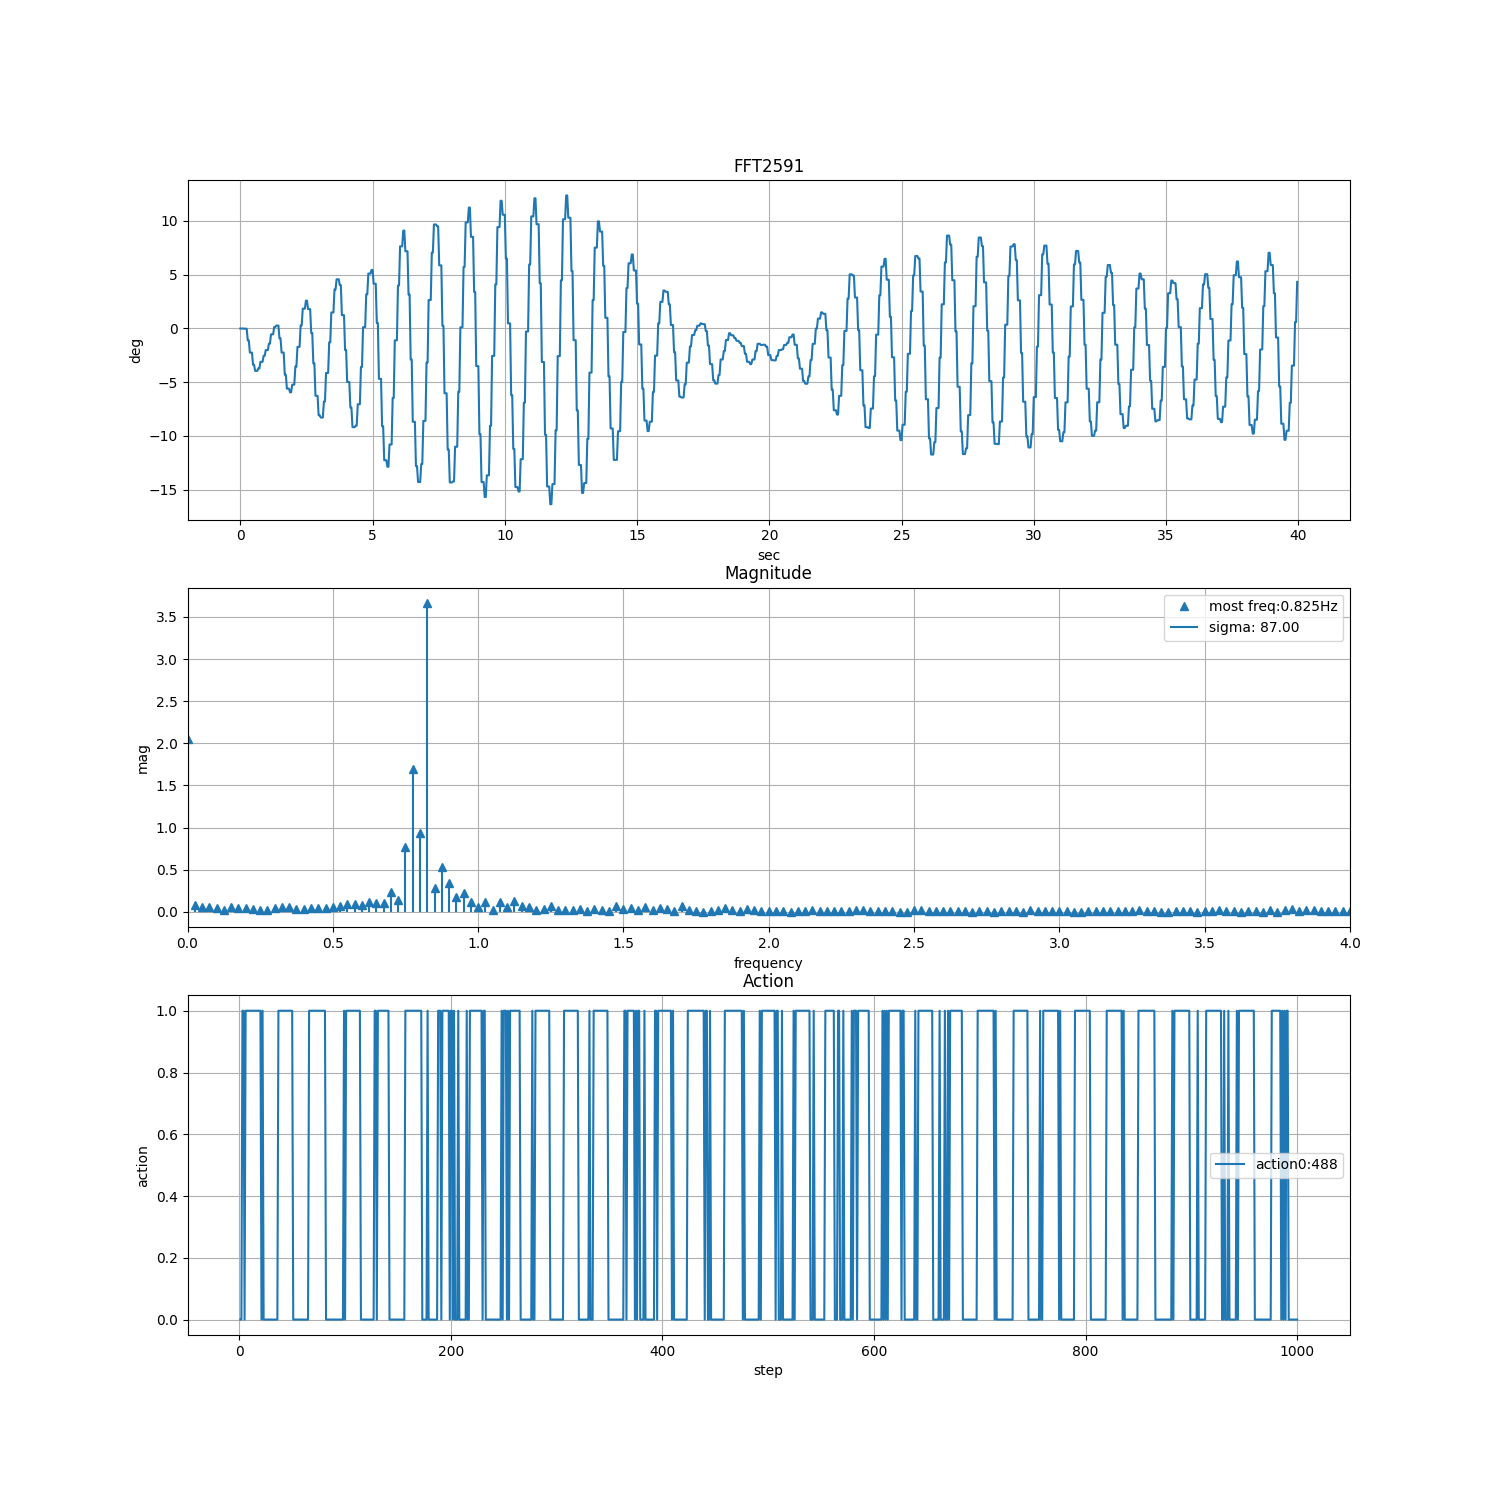 FFT2591
10
5
0
−5
−10
−15
deg
0 5 10 15 20 25 30 35 40
sec
Magnitude
most freq:0.825Hz
sigma: 87.00
3.5
3.0
2.5
2.0
1.5
1.0
0.5
0.0
mag
0.0 0.5 1.0 1.5 2.0 2.5 3.0 3.5 4.0
frequency
Action
1.0
0.8
0.6
0.4
0.2
0.0
action
action0:488
0 200 400 600 800 1000
step